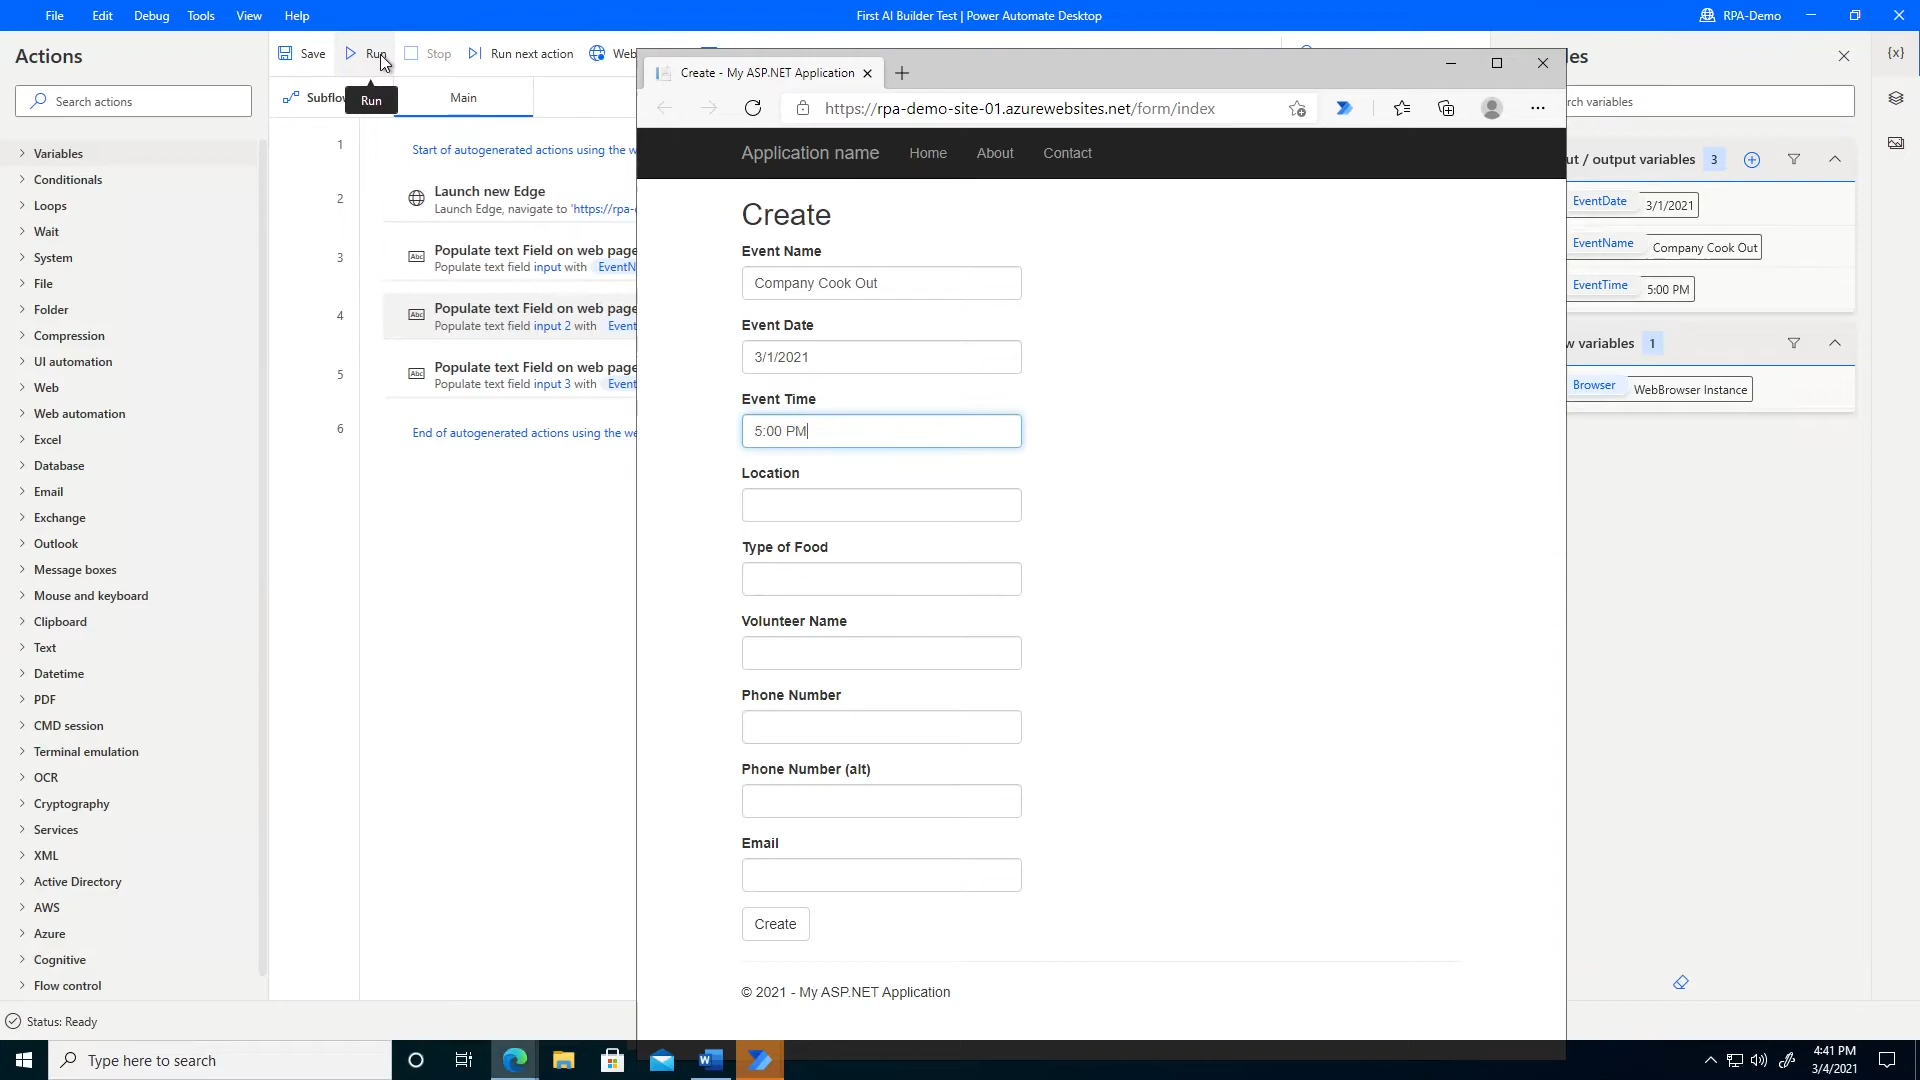 File Edit Debug Tools View Help
First AI Builder Test | Power Automate Desktop
RPA-Demo
Actions
Search actions
Variables
Conditionals
Loops
Wait
System
File
Folder
Compression
UI automation
Web
Web automation
Excel
Database
Email
Exchange
Outlook
Message boxes
Mouse and keyboard
Clipboard
Text
Datetime
PDF
CMD session
Terminal emulation
OCR
Cryptography
Services
XML
Active Directory
AWS
Azure
Cognitive
Flow control
Save Run Stop Run next action Web
Run
Subflo Main
1 Start of autogenerated actions using the w
2 Launch new Edge
Launch Edge, navigate to 'https://rpa-
3 Populate text Field on web page
Populate text field input with EventN
4 Populate text Field on web page
Populate text field input 2 with Event
5 Populate text Field on web page
Populate text field input 3 with Event
6 End of autogenerated actions using the we
Create - My ASP.NET Application
https://rpa-demo-site-01.azurewebsites.net/form/index
Application name Home About Contact
Create
Event Name
Company Cook Out
Event Date
3/1/2021
Event Time
5:00 PM
Location
Type of Food
Volunteer Name
Phone Number
Phone Number (alt)
Email
Create
© 2021 - My ASP.NET Application
les
rch variables
ut / output variables 3
EventDate 3/1/2021
EventName Company Cook Out
EventTime 5:00 PM
w variables 1
Browser WebBrowser Instance
{x}
Status: Ready
Type here to search
4:41 PM
3/4/2021